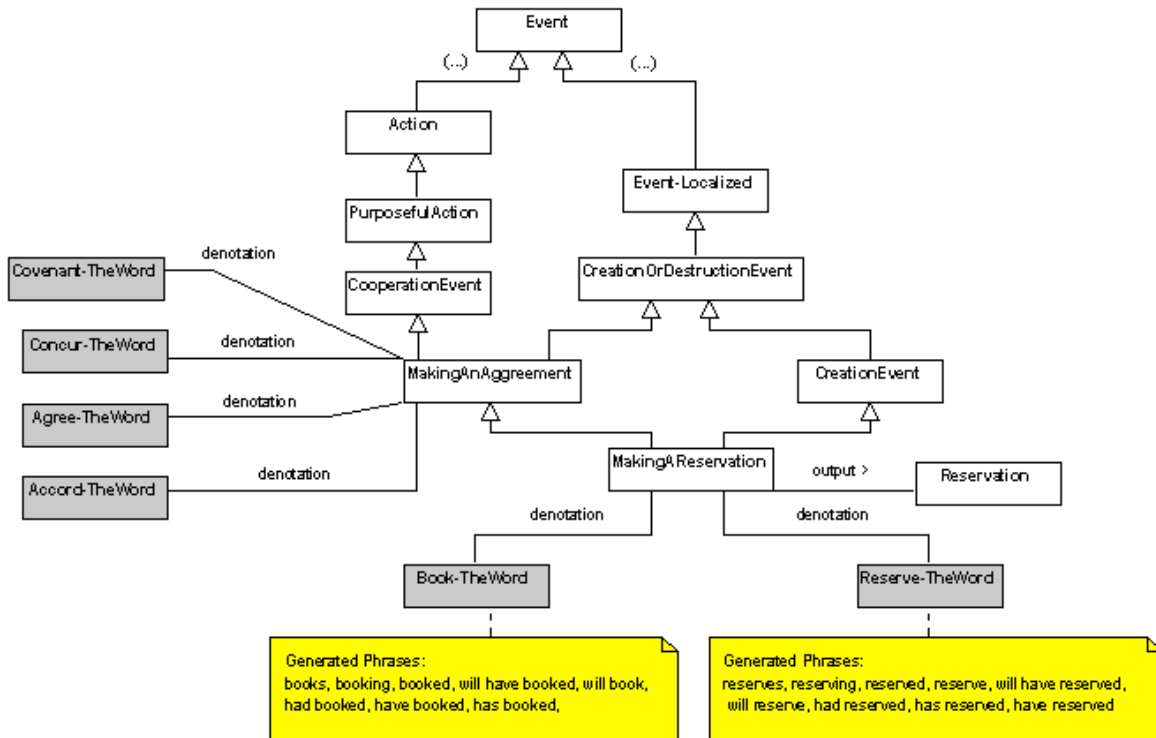 Event
(...)
(...)
Action
Event-Localized
PurposefulAction
denotation
Covenant-TheWord
CooperationEvent
CreationOrDestructionEvent
Concur-TheWord
denotation
MakingAnAggreement
CreationEvent
Agree-TheWord
denotation
MakingAReservation
output >
Reservation
Accord-TheWord
denotation
denotation
denotation
Book-TheWord
Reserve-TheWord
Generated Phrases:
books, booking, booked, will have booked, will book,
had booked, have booked, has booked,
Generated Phrases:
reserves, reserving, reserved, reserve, will have reserved,
will reserve, had reserved, has reserved, have reserved